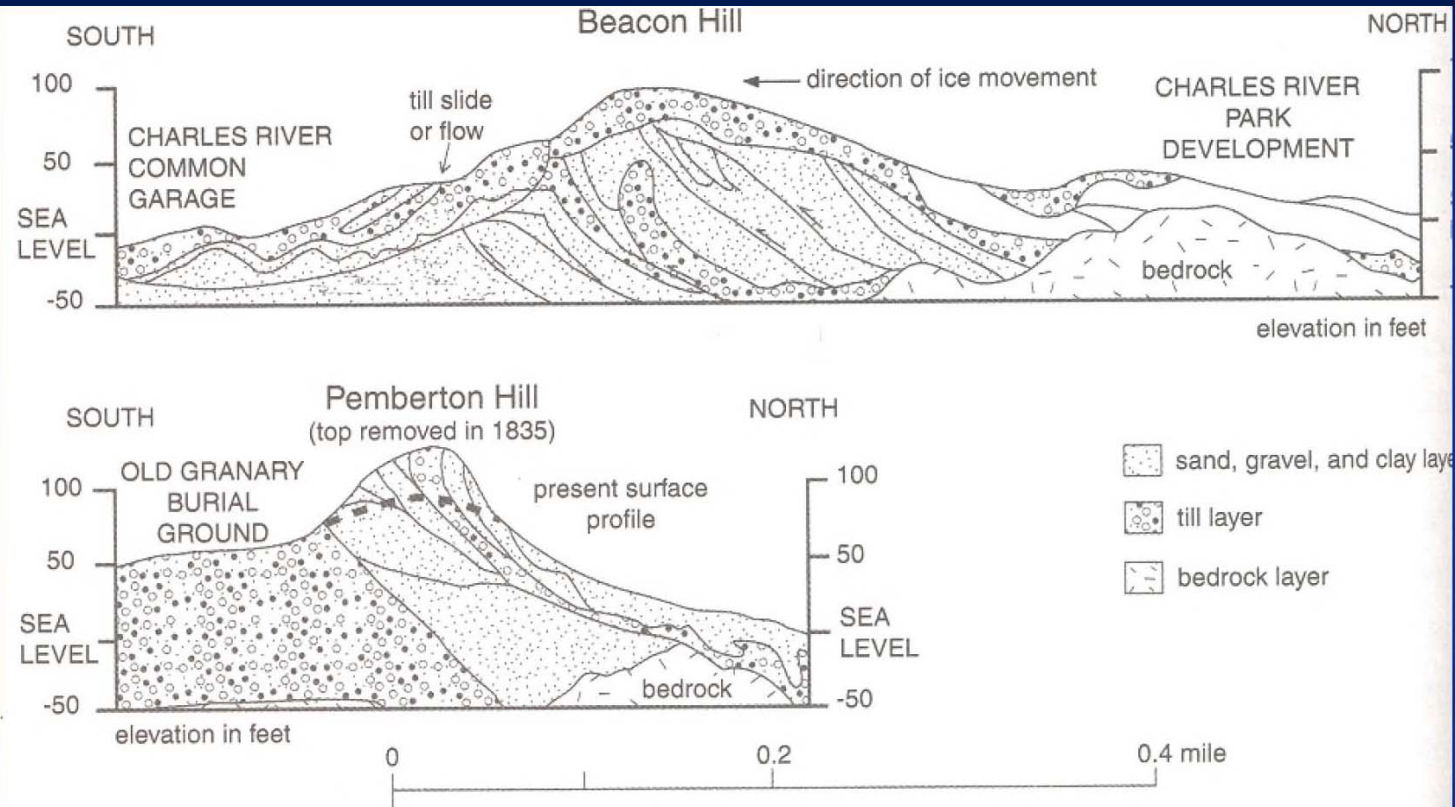 Beacon Hill
SOUTH
NORTH
direction of ice movement
100
till slide
or flow
CHARLES RIVER
COMMON
GARAGE
CHARLES RIVER
PARK
DEVELOPMENT
50
SEA
LEVEL
bedrock
-50
elevation in feet
Pemberton Hill
(top removed in 1835)
SOUTH
NORTH
OLD GRANARY
BURIAL
GROUND
100
present surface
profile
100
50
50
SEA
LEVEL
SEA
LEVEL
bedrock
-50
-50
elevation in feet
sand, gravel, and clay laye
till layer
bedrock layer
0
0.2
0.4 mile